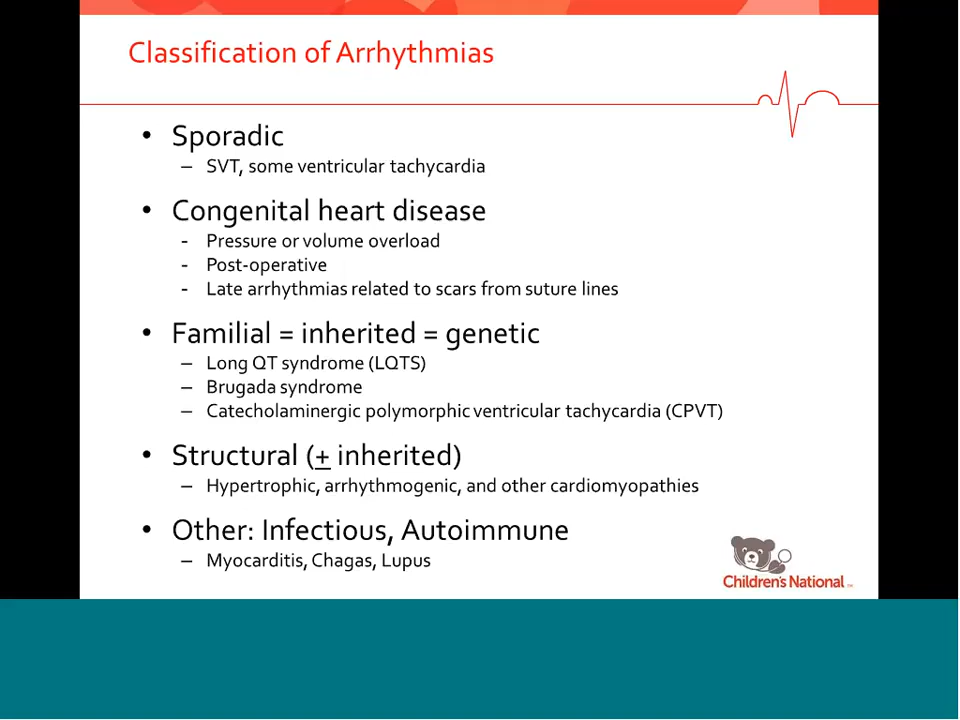 Classification of Arrhythmias
• Sporadic
– SVT, some ventricular tachycardia
• Congenital heart disease
- Pressure or volume overload
- Post-operative
- Late arrhythmias related to scars from suture lines
• Familial = inherited = genetic
– Long QT syndrome (LQTS)
– Brugada syndrome
– Catecholaminergic polymorphic ventricular tachycardia (CPVT)
• Structural (+ inherited)
– Hypertrophic, arrhythmogenic, and other cardiomyopathies
• Other: Infectious, Autoimmune
– Myocarditis, Chagas, Lupus
Children's National